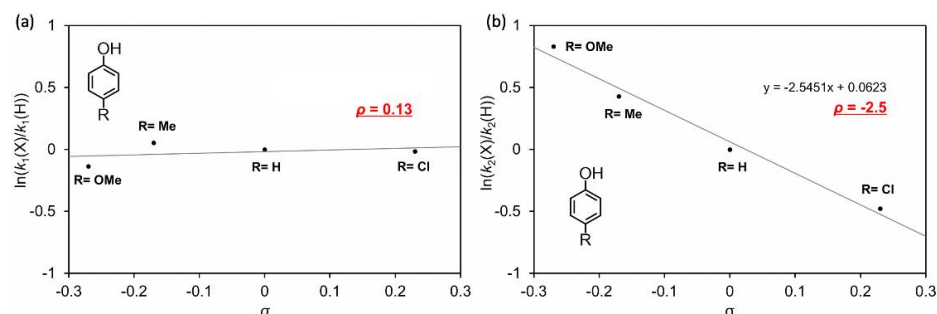 (a)
ln(k₁(X)/k₁(H))
1
0.5
0
-0.5
-1
OH
R
R= Me
ρ = 0.13
R= OMe
R= H
R= Cl
-0.3
-0.2
-0.1
0
0.1
0.2
0.3
σ
(b)
ln(k₂(X)/k₂(H))
1
0.5
0
-0.5
-1
R= OMe
y = -2.5451x + 0.0623
ρ = -2.5
R= Me
R= H
R= Cl
OH
R
-0.3
-0.2
-0.1
0
0.1
0.2
0.3
σ